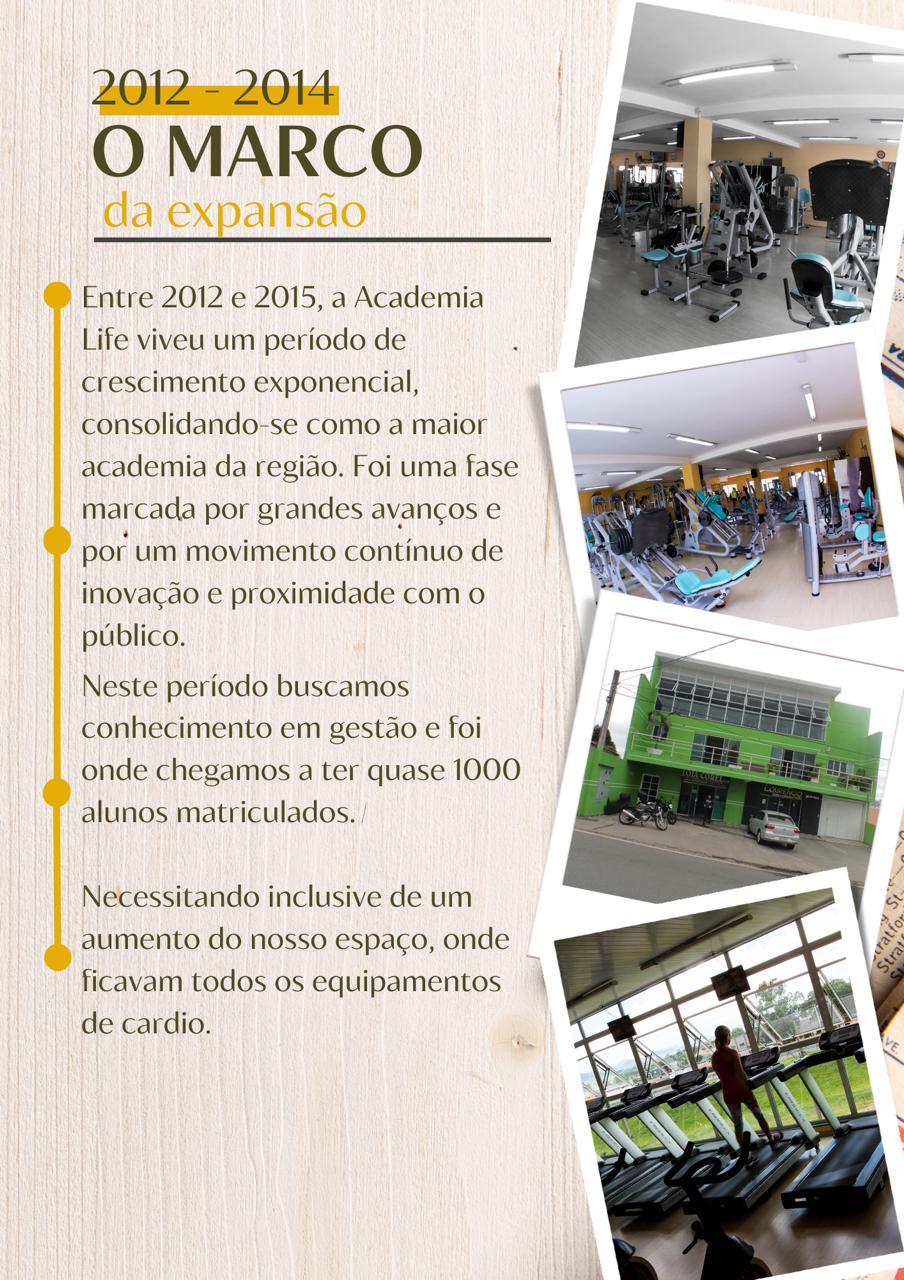 2012 - 2014
O MARCO
da expansão
Entre 2012 e 2015, a Academia
Life viveu um período de
crescimento exponencial,
consolidando-se como a maior
academia da região. Foi uma fase
marcada por grandes avanços e
por um movimento contínuo de
inovação e proximidade com o
público.
Neste período buscamos
conhecimento em gestão e foi
onde chegamos a ter quase 1000
alunos matriculados. /
Necessitando inclusive de um
aumento do nosso espaço, onde
ficavam todos os equipamentos
de cardio.